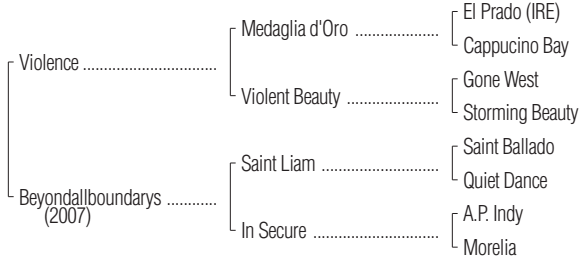 El Prado (IRE)
Medaglia d'Oro ....................
Cappucino Bay
Violence ................................
Gone West
Violent Beauty ......................
Storming Beauty
Saint Ballado
Saint Liam ............................
Quiet Dance
Beyondallboundarys ............
(2007)
A.P. Indy
In Secure ..............................
Morelia